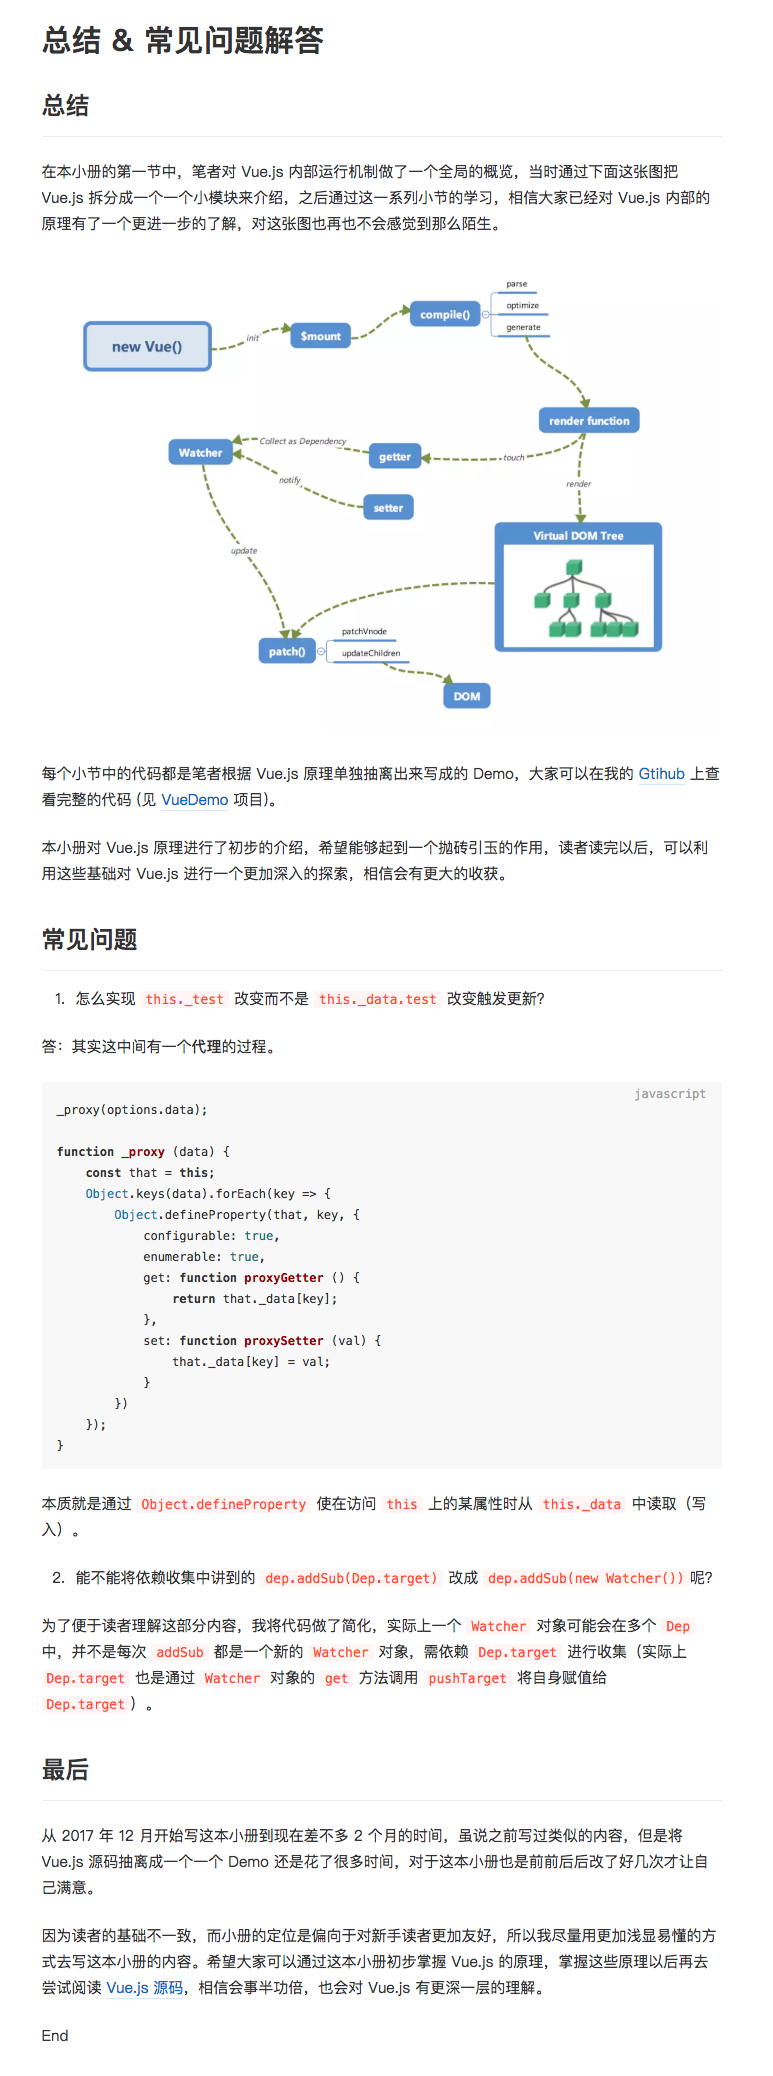 总结 & 常见问题解答
总结
在本小册的第一节中，笔者对 Vue.js 内部运行机制做了一个全局的概览，当时通过下面这张图把
Vue.js 拆分成一个一个小模块来介绍，之后通过这一系列小节的学习，相信大家已经对 Vue.js 内部的
原理有了一个更进一步的了解，对这张图也再也不会感觉到那么陌生。
parse
optimize
compile()
generate
new Vue()
init
$mount
render function
Collect as Dependency
Watcher
getter
touch
notify
render
setter
Virtual DOM Tree
update
patchVnode
patch()
updateChildren
DOM
每个小节中的代码都是笔者根据 Vue.js 原理单独抽离出来写成的 Demo，大家可以在我的 Gtihub 上查
看完整的代码 (见 VueDemo 项目)。
本小册对 Vue.js 原理进行了初步的介绍，希望能够起到一个抛砖引玉的作用，读者读完以后，可以利
用这些基础对 Vue.js 进行一个更加深入的探索，相信会有更大的收获。
常见问题
1. 怎么实现 this._test 改变而不是 this._data.test 改变触发更新?
答：其实这中间有一个代理的过程。
javascript
_proxy(options.data);
function _proxy (data) {
const that = this;
Object.keys(data).forEach(key => {
Object.defineProperty(that, key, {
configurable: true,
enumerable: true,
get: function proxyGetter () {
return that._data[key];
},
set: function proxySetter (val) {
that._data[key] = val;
}
})
});
}
本质就是通过 Object.defineProperty 使在访问 this 上的某属性时从 this._data 中读取（写
入）。
2. 能不能将依赖收集中讲到的 dep.addSub(Dep.target) 改成 dep.addSub(new Watcher()) 呢?
为了便于读者理解这部分内容，我将代码做了简化，实际上一个 Watcher 对象可能会在多个 Dep
中，并不是每次 addSub 都是一个新的 Watcher 对象，需依赖 Dep.target 进行收集（实际上
Dep.target 也是通过 Watcher 对象的 get 方法调用 pushTarget 将自身赋值给
Dep.target ）。
最后
从 2017 年 12 月开始写这本小册到现在差不多 2 个月的时间，虽说之前写过类似的内容，但是将
Vue.js 源码抽离成一个一个 Demo 还是花了很多时间，对于这本小册也是前前后后改了好几次才让自
己满意。
因为读者的基础不一致，而小册的定位是偏向于对新手读者更加友好，所以我尽量用更加浅显易懂的方
式去写这本小册的内容。希望大家可以通过这本小册初步掌握 Vue.js 的原理，掌握这些原理以后再去
尝试阅读 Vue.js 源码，相信会事半功倍，也会对 Vue.js 有更深一层的理解。
End